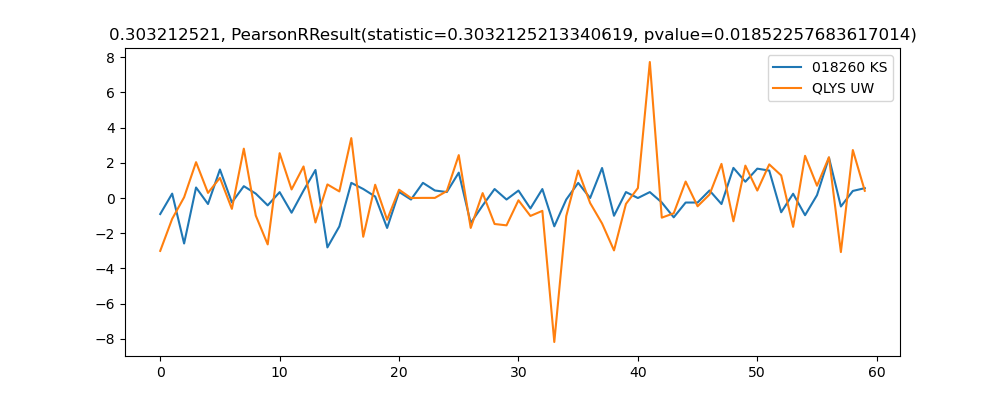 0.303212521, PearsonRResult(statistic=0.3032125213340619, pvalue=0.01852257683617014)
018260 KS
QLYS UW
8
6
4
2
0
−2
−4
−6
−8
0 10 20 30 40 50 60